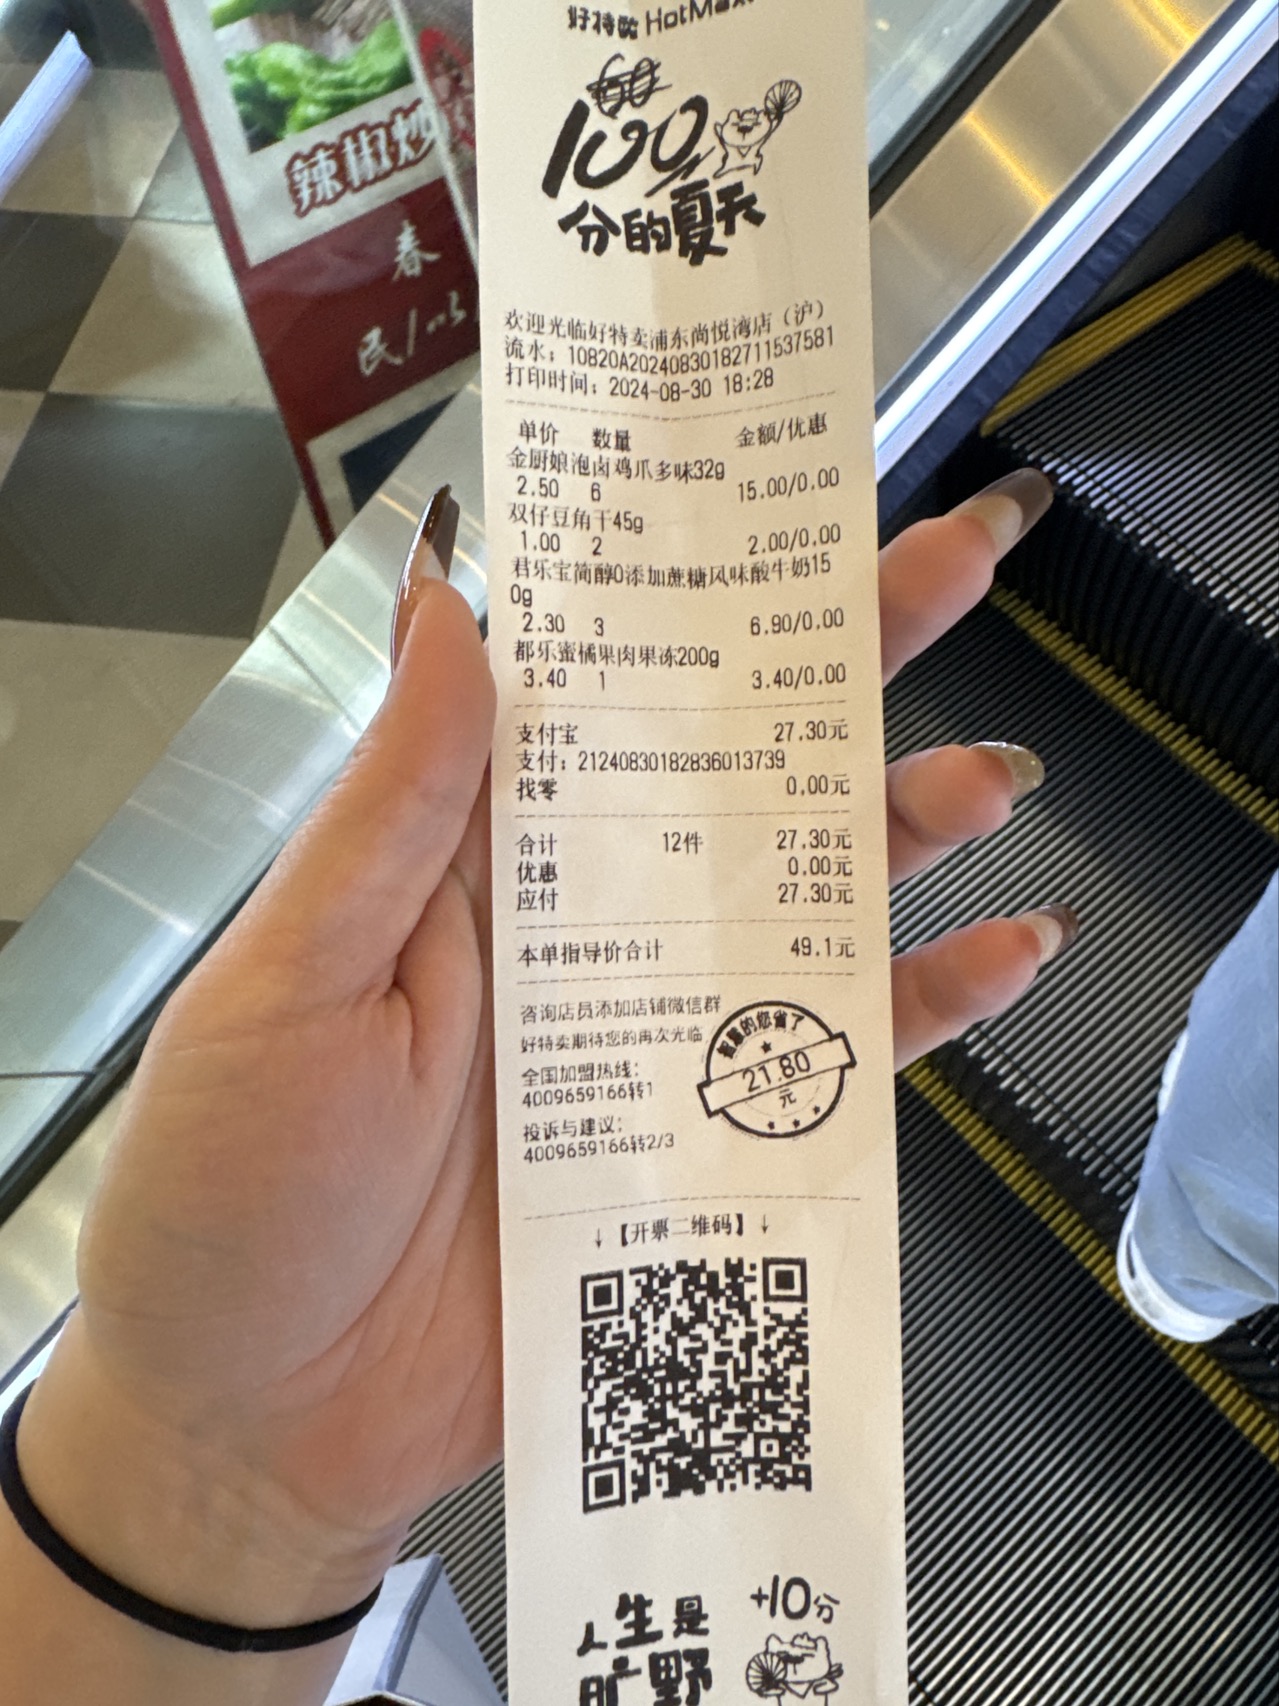 辣椒炒
春
好特卖 HotMax
60
100
分的夏天
欢迎光临好特卖浦东尚悦湾店（沪）
流水：10820A20240830182711537581
打印时间：2024-08-30 18:28
单价 数量 金额/优惠
金厨娘泡卤鸡爪多味32g
2.50 6 15.00/0.00
双仔豆角干45g
1.00 2 2.00/0.00
君乐宝简醇0添加蔗糖风味酸牛奶15
0g
2.30 3 6.90/0.00
都乐蜜橘果肉果冻200g
3.40 1 3.40/0.00
支付宝 27.30元
支付：21240830182836013739
找零 0.00元
合计 12件 27.30元
优惠 0.00元
应付 27.30元
本单指导价合计 49.1元
咨询店员添加店铺微信群
好特卖期待您的再次光临
全国加盟热线：
4009659166转1
投诉与建议：
4009659166转2/3
智慧的您省了
21.80
元
↓【开票二维码】↓
人生是
旷野
+10分